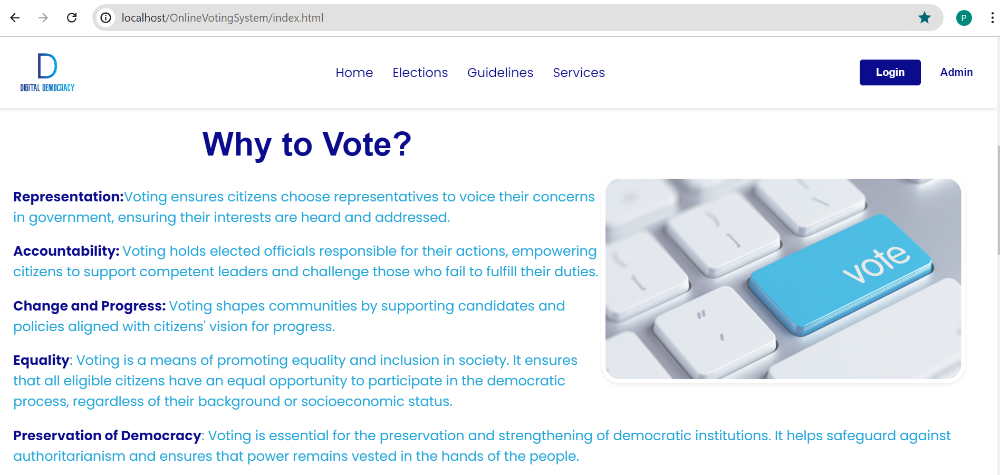 localhost/OnlineVotingSystem/index.html
P
D
DIGITAL DEMOCRACY
Home
Elections
Guidelines
Services
Login
Admin
Why to Vote?
Representation:Voting ensures citizens choose representatives to voice their concerns
in government, ensuring their interests are heard and addressed.
Accountability: Voting holds elected officials responsible for their actions, empowering
citizens to support competent leaders and challenge those who fail to fulfill their duties.
Change and Progress: Voting shapes communities by supporting candidates and
policies aligned with citizens' vision for progress.
Equality: Voting is a means of promoting equality and inclusion in society. It ensures
that all eligible citizens have an equal opportunity to participate in the democratic
process, regardless of their background or socioeconomic status.
Preservation of Democracy: Voting is essential for the preservation and strengthening of democratic institutions. It helps safeguard against
authoritarianism and ensures that power remains vested in the hands of the people.
vote
"
'